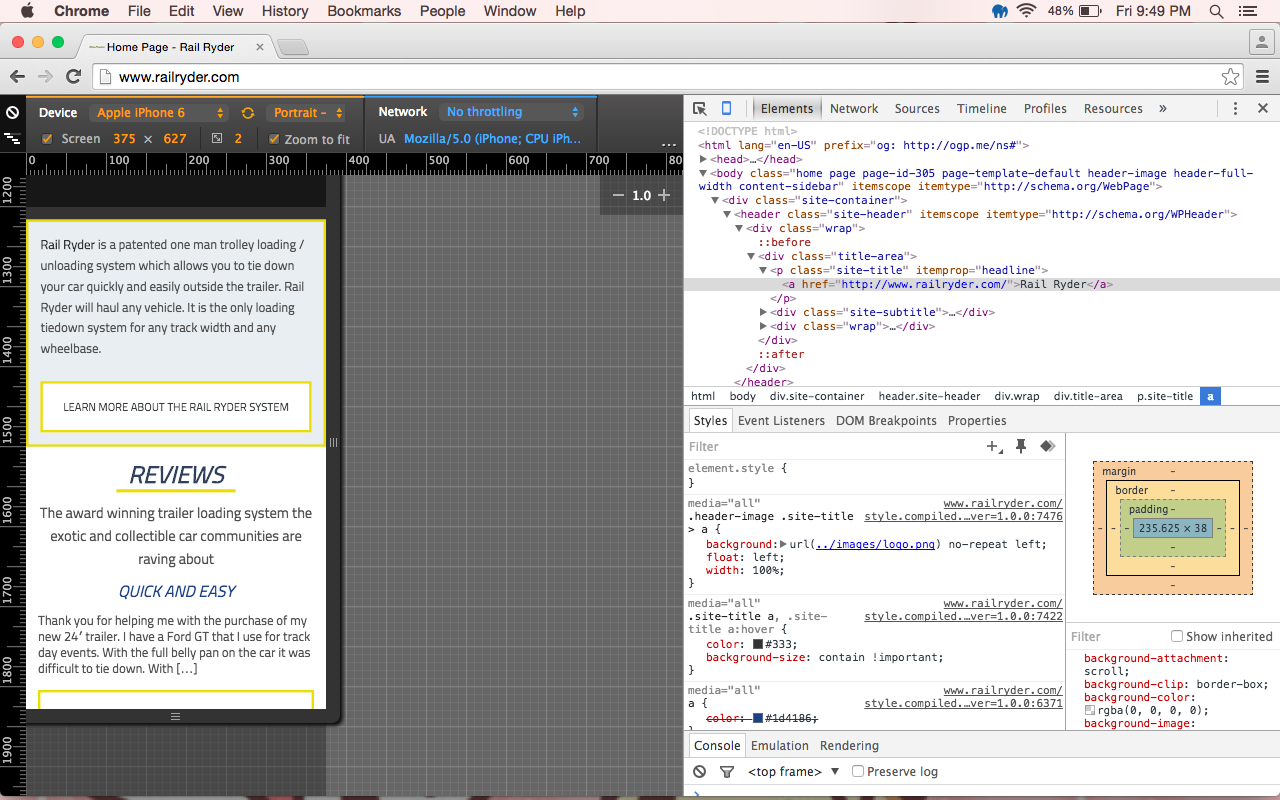 Chrome File Edit View History Bookmarks People Window Help 48% Fri 9:49 PM
Home Page - Rail Ryder
www.railryder.com
Device Apple iPhone 6 Portrait - Network No throttling
Screen 375 × 627 2 Zoom to fit UA Mozilla/5.0 (iPhone; CPU iPh... ...
0 100 200 300 400 500 600 700 80
1200
1300
1400
1500
1600
1700
1800
1900
− 1.0 +
Rail Ryder is a patented one man trolley loading /
unloading system which allows you to tie down
your car quickly and easily outside the trailer. Rail
Ryder will haul any vehicle. It is the only loading
tiedown system for any track width and any
wheelbase.
LEARN MORE ABOUT THE RAIL RYDER SYSTEM
REVIEWS
The award winning trailer loading system the
exotic and collectible car communities are
raving about
QUICK AND EASY
Thank you for helping me with the purchase of my
new 24′ trailer. I have a Ford GT that I use for track
day events. With the full belly pan on the car it was
difficult to tie down. With […]
Elements Network Sources Timeline Profiles Resources »
<!DOCTYPE html>
<html lang="en-US" prefix="og: http://ogp.me/ns#">
▶<head>…</head>
▼<body class="home page page-id-305 page-template-default header-image header-full-
width content-sidebar" itemscope itemtype="http://schema.org/WebPage">
▼<div class="site-container">
▼<header class="site-header" itemscope itemtype="http://schema.org/WPHeader">
▼<div class="wrap">
::before
▼<div class="title-area">
▼<p class="site-title" itemprop="headline">
<a href="http://www.railryder.com/">Rail Ryder</a>
</p>
▶<div class="site-subtitle">…</div>
▶<div class="wrap">…</div>
</div>
::after
</div>
</header>
html body div.site-container header.site-header div.wrap div.title-area p.site-title a
Styles Event Listeners DOM Breakpoints Properties
Filter
element.style {
}
media="all" www.railryder.com/
.header-image .site-title style.compiled.…ver=1.0.0:7476
> a {
background:▶url(../images/logo.png) no-repeat left;
float: left;
width: 100%;
}
media="all" www.railryder.com/
.site-title a, .site- style.compiled.…ver=1.0.0:7422
title a:hover {
color: #333;
background-size: contain !important;
}
media="all" www.railryder.com/
a { style.compiled.…ver=1.0.0:6371
color: #1d4186;
margin -
border -
padding -
- - - 235.625 × 38 - - -
-
-
-
Filter Show inherited
background-attachment:
scroll;
background-clip: border-box;
background-color:
rgba(0, 0, 0, 0);
background-image:
Console Emulation Rendering
<top frame> ▼ Preserve log
>